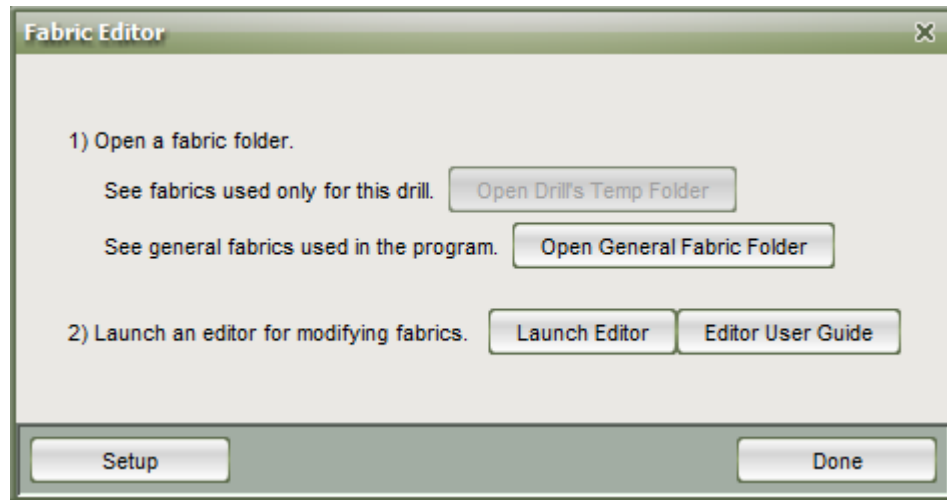 Fabric Editor
1) Open a fabric folder.
See fabrics used only for this drill. Open Drill's Temp Folder
See general fabrics used in the program. Open General Fabric Folder
2) Launch an editor for modifying fabrics. Launch Editor Editor User Guide
Setup Done